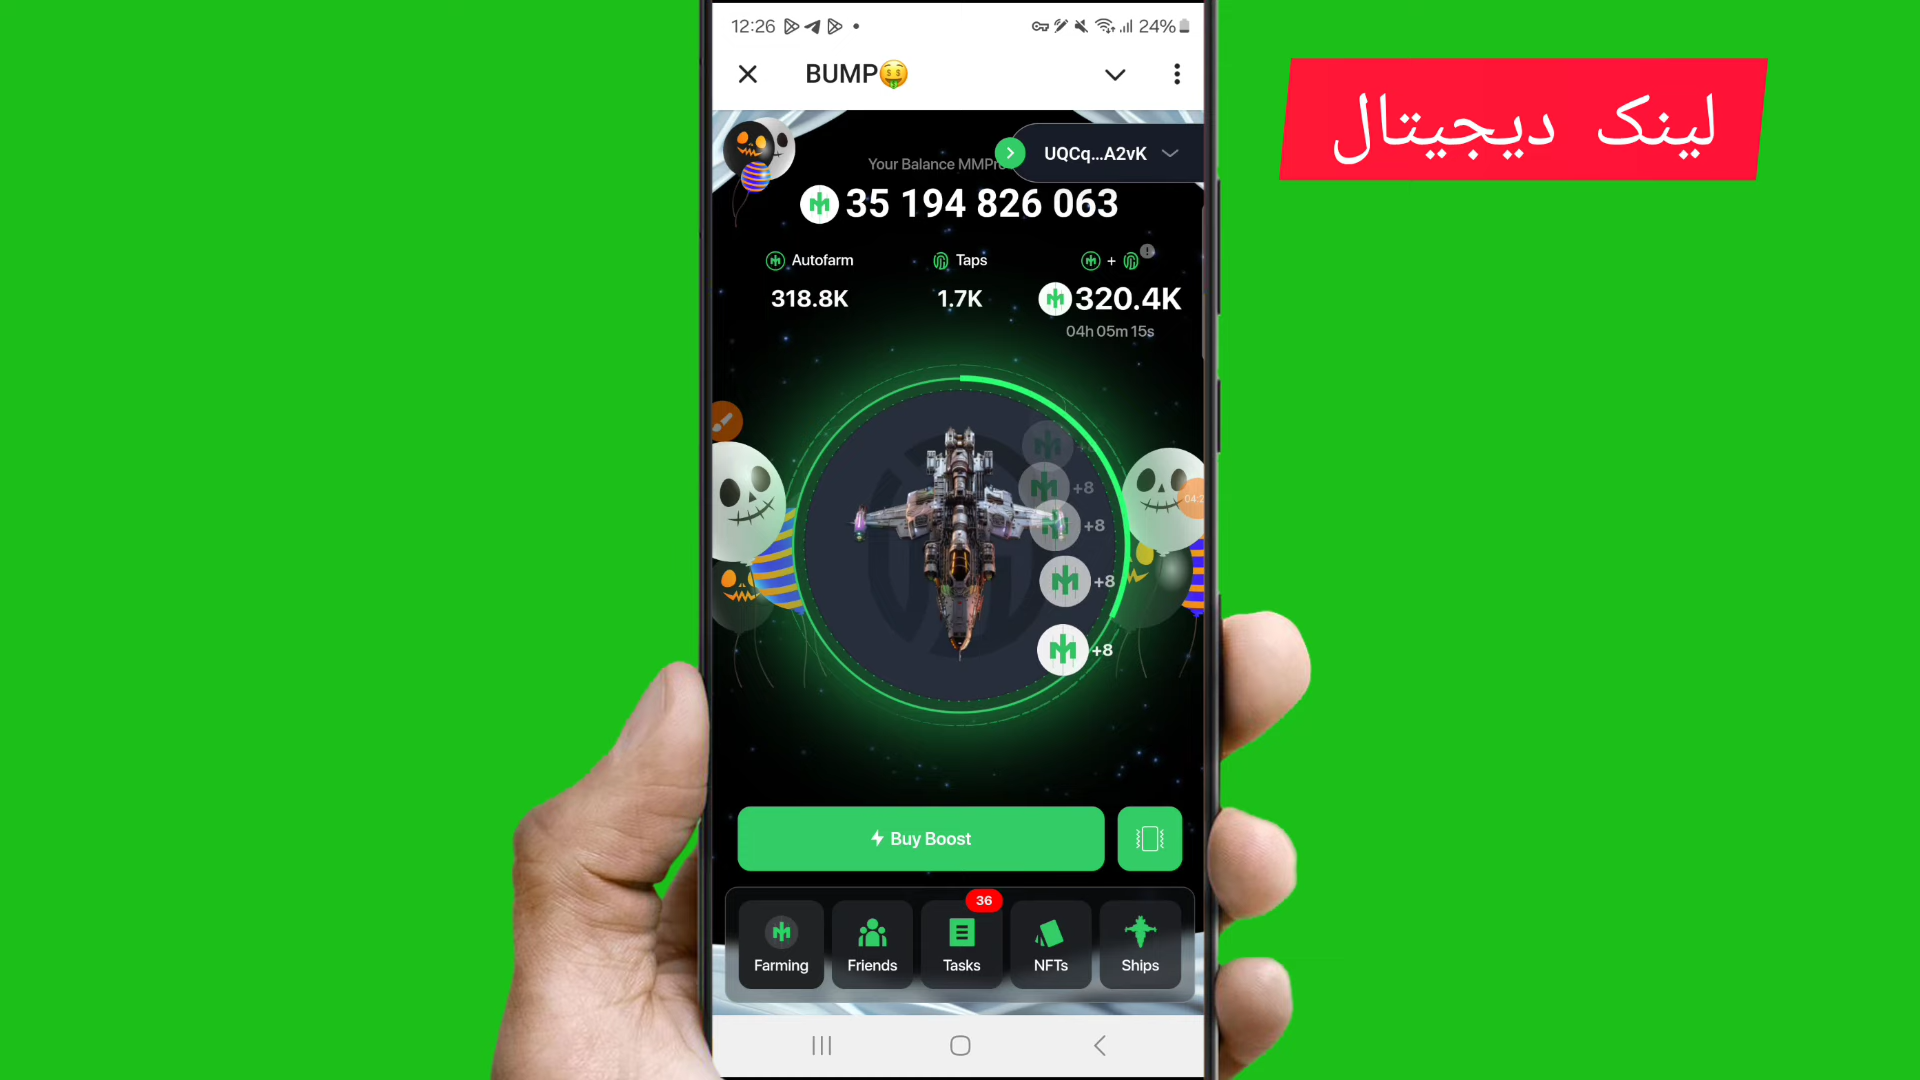 12:26
24%
BUMP
لینک دیجیتال
UQCq...A2vK
Your Balance MMPr
35 194 826 063
Autofarm
Taps
+
318.8K
1.7K
320.4K
04h 05m 15s
+8
+8
+8
+8
Buy Boost
36
Farming
Friends
Tasks
NFTs
Ships